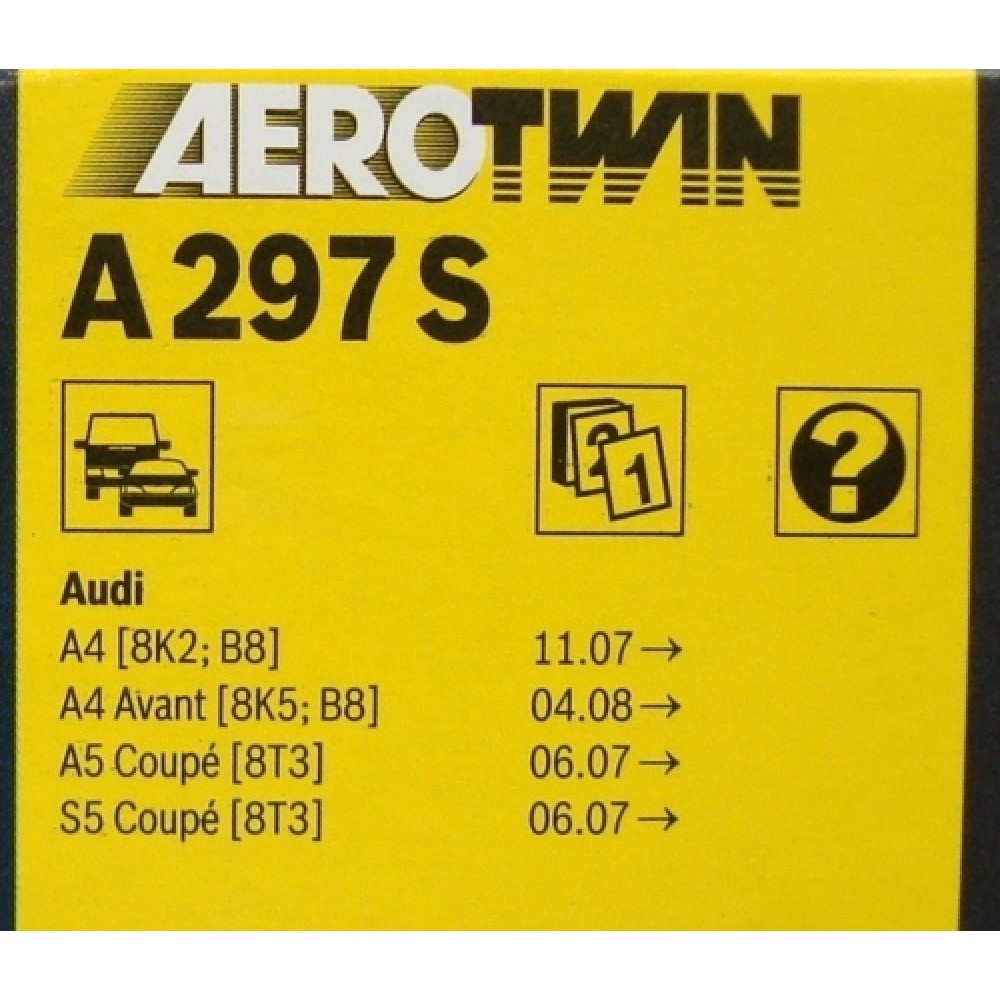 AEROTWIN
A 297 S
2
1
?
Audi
A4 [8K2; B8] 11.07→
A4 Avant [8K5; B8] 04.08→
A5 Coupé [8T3] 06.07→
S5 Coupé [8T3] 06.07→